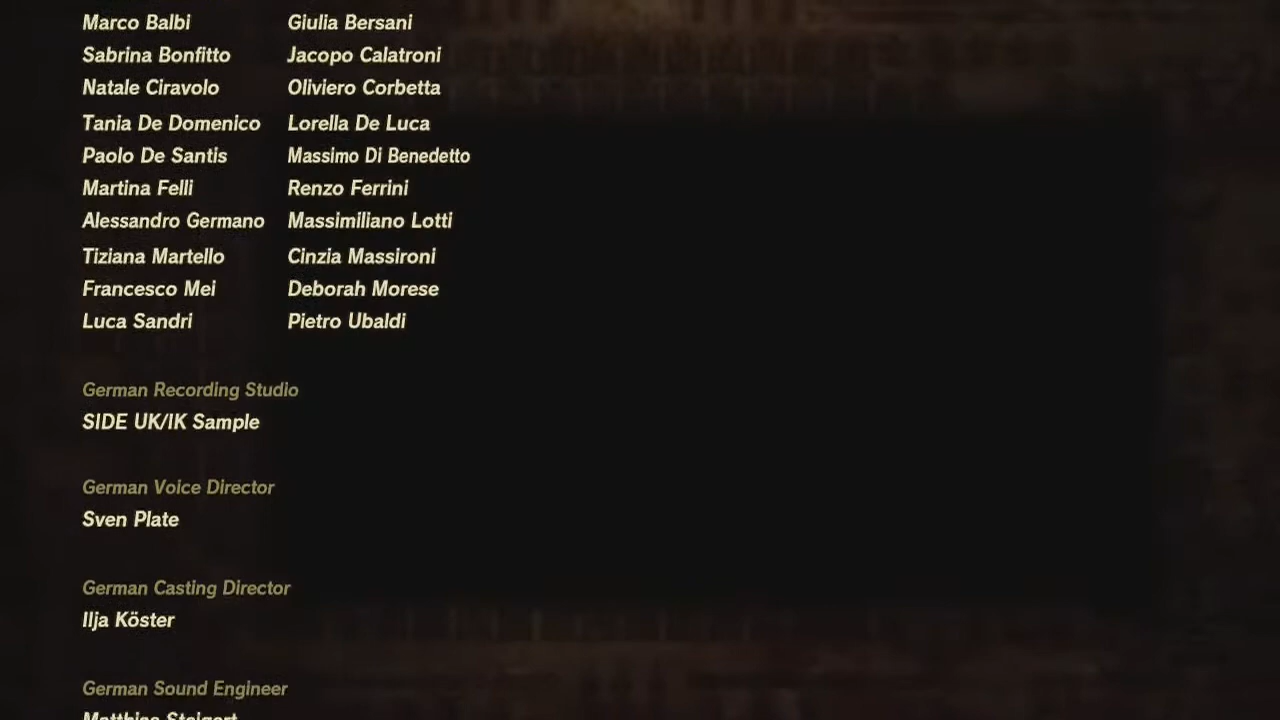 Marco Balbi Giulia Bersani
Sabrina Bonfitto Jacopo Calatroni
Natale Ciravolo Oliviero Corbetta
Tania De Domenico Lorella De Luca
Paolo De Santis Massimo Di Benedetto
Martina Felli Renzo Ferrini
Alessandro Germano Massimiliano Lotti
Tiziana Martello Cinzia Massironi
Francesco Mei Deborah Morese
Luca Sandri Pietro Ubaldi
German Recording Studio
SIDE UK/IK Sample
German Voice Director
Sven Plate
German Casting Director
Ilja Köster
German Sound Engineer
Matthias